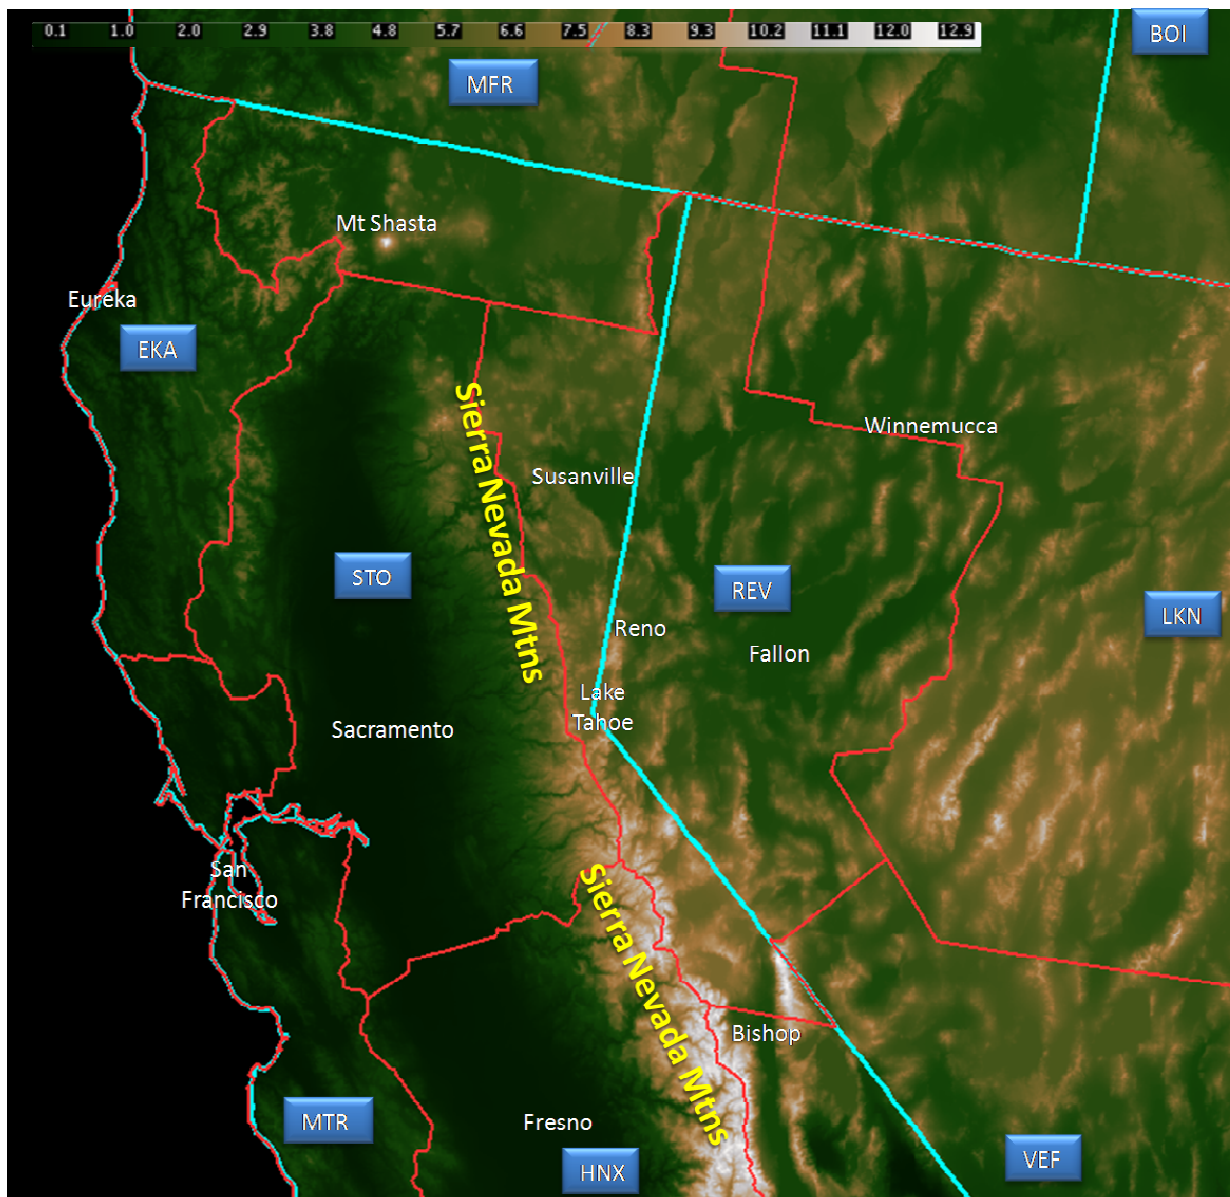 0.1 1.0 2.0 2.9 3.8 4.8 5.7 6.6 7.5 8.3 9.3 10.2 11.1 12.0 12.9
BOI
MFR
Mt Shasta
Eureka
EKA
Sierra Nevada Mtns
Winnemucca
Susanville
STO
REV
LKN
Reno
Fallon
Lake
Tahoe
Sacramento
San
Francisco
Sierra Nevada Mtns
Bishop
MTR
Fresno
HNX
VEF